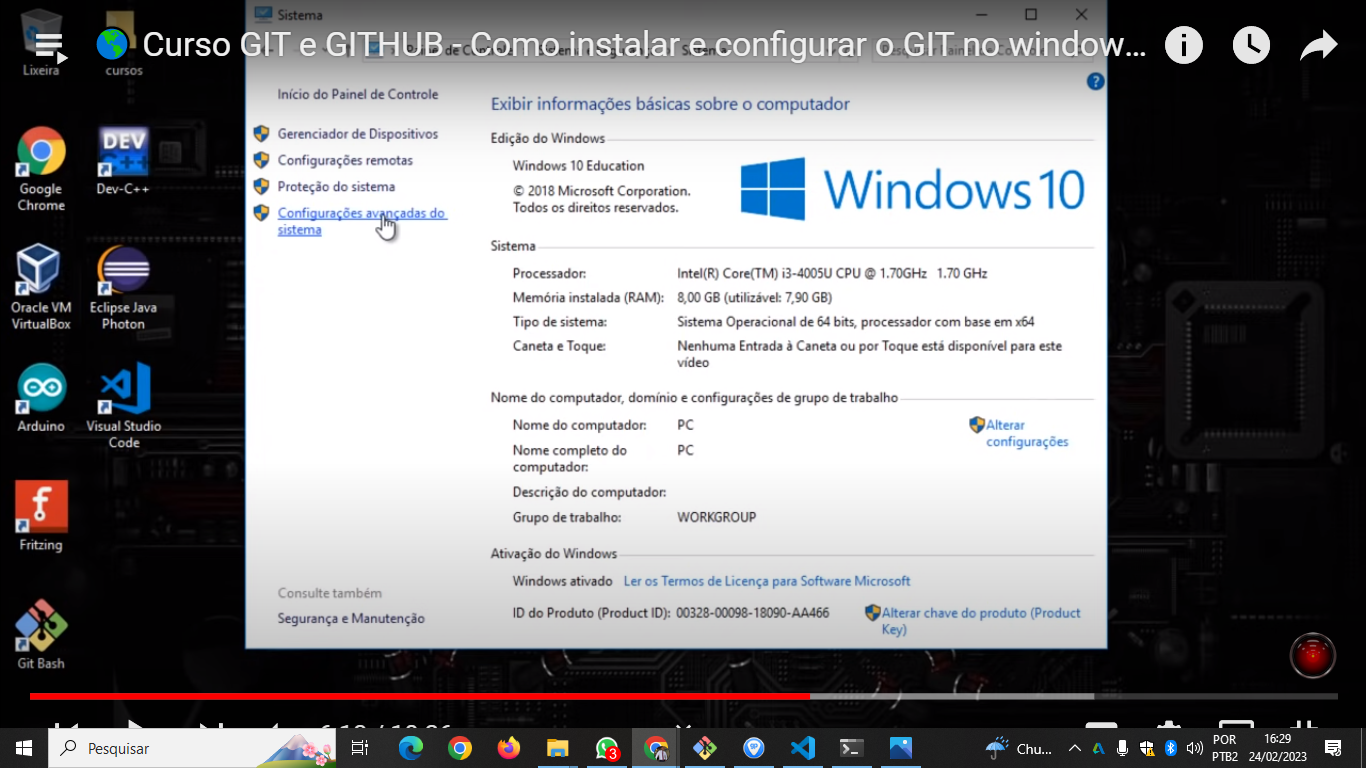 Sistema
Curso GIT e GITHUB - Como instalar e configurar o GIT no window...
Lixeira
cursos
Início do Painel de Controle
Gerenciador de Dispositivos
Configurações remotas
Proteção do sistema
Configurações avançadas do
sistema
Exibir informações básicas sobre o computador
Edição do Windows
Windows 10 Education
© 2018 Microsoft Corporation.
Todos os direitos reservados.
Windows 10
Sistema
Processador: Intel(R) Core(TM) i3-4005U CPU @ 1.70GHz 1.70 GHz
Memória instalada (RAM): 8,00 GB (utilizável: 7,90 GB)
Tipo de sistema: Sistema Operacional de 64 bits, processador com base em x64
Caneta e Toque: Nenhuma Entrada à Caneta ou por Toque está disponível para este
vídeo
Nome do computador, domínio e configurações de grupo de trabalho
Nome do computador: PC
Alterar
configurações
Nome completo do
computador: PC
Descrição do computador:
Grupo de trabalho: WORKGROUP
Ativação do Windows
Windows ativado Ler os Termos de Licença para Software Microsoft
ID do Produto (Product ID): 00328-00098-18090-AA466
Alterar chave do produto (Product
Key)
Consulte também
Segurança e Manutenção
Google
Chrome
DEV
C++
Dev-C++
Oracle VM
VirtualBox
Eclipse Java
Photon
Arduino
Visual Studio
Code
Fritzing
Git Bash
Pesquisar
3
Chu...
POR
PTB2
16:29
24/02/2023